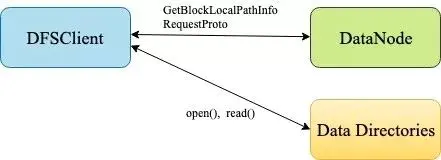 GetBlockLocalPathInfo
RequestProto
DFSClient
DataNode
open(), read()
Data Directories